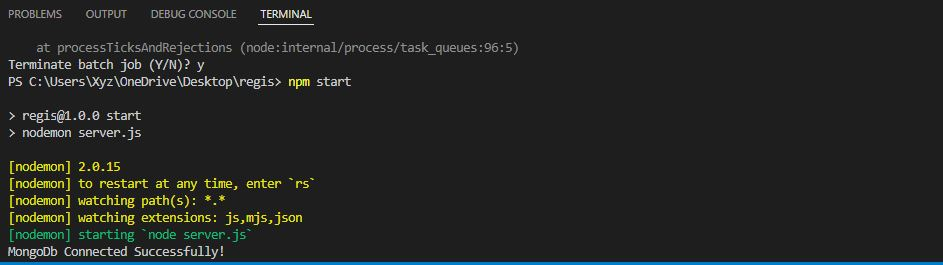 PROBLEMS OUTPUT DEBUG CONSOLE TERMINAL
at processTicksAndRejections (node:internal/process/task_queues:96:5)
Terminate batch job (Y/N)? y
PS C:\Users\Xyz\OneDrive\Desktop\regis> npm start
> regis@1.0.0 start
> nodemon server.js
[nodemon] 2.0.15
[nodemon] to restart at any time, enter `rs`
[nodemon] watching path(s): *.*
[nodemon] watching extensions: js,mjs,json
[nodemon] starting `node server.js`
MongoDb Connected Successfully!